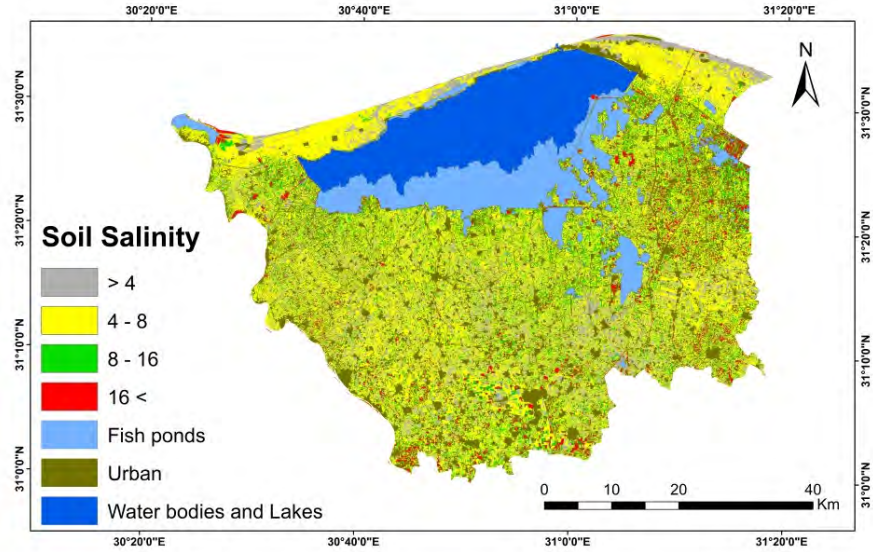 30°20'0"E 30°40'0"E 31°0'0"E 31°20'0"E
N
31°30'0"N 31°30'0"N
31°20'0"N 31°20'0"N
31°10'0"N 31°10'0"N
31°0'0"N 31°0'0"N
Soil Salinity
> 4
4 - 8
8 - 16
16 <
Fish ponds
Urban
Water bodies and Lakes
0 10 20 40
Km
30°20'0"E 30°40'0"E 31°0'0"E 31°20'0"E